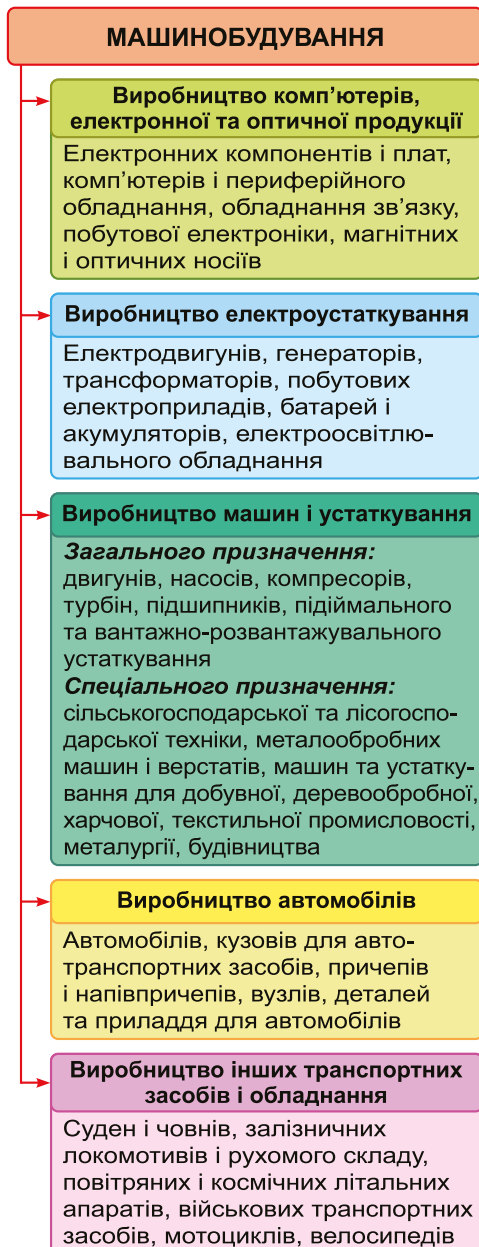 МАШИНОБУДУВАННЯ
Виробництво комп’ютерів,
електронної та оптичної продукції
Електронних компонентів і плат,
комп’ютерів і периферійного
обладнання, обладнання зв’язку,
побутової електроніки, магнітних
і оптичних носіїв
Виробництво електроустаткування
Електродвигунів, генераторів,
трансформаторів, побутових
електроприладів, батарей і
акумуляторів, електроосвітлю-
вального обладнання
Виробництво машин і устаткування
Загального призначення:
двигунів, насосів, компресорів,
турбін, підшипників, підіймального
та вантажно-розвантажувального
устаткування
Спеціального призначення:
сільськогосподарської та лісогоспо-
дарської техніки, металообробних
машин і верстатів, машин та устатку-
вання для добувної, деревообробної,
харчової, текстильної промисловості,
металургії, будівництва
Виробництво автомобілів
Автомобілів, кузовів для авто-
транспортних засобів, причепів
і напівпричепів, вузлів, деталей
та приладдя для автомобілів
Виробництво інших транспортних
засобів і обладнання
Суден і човнів, залізничних
локомотивів і рухомого складу,
повітряних і космічних літальних
апаратів, військових транспортних
засобів, мотоциклів, велосипедів